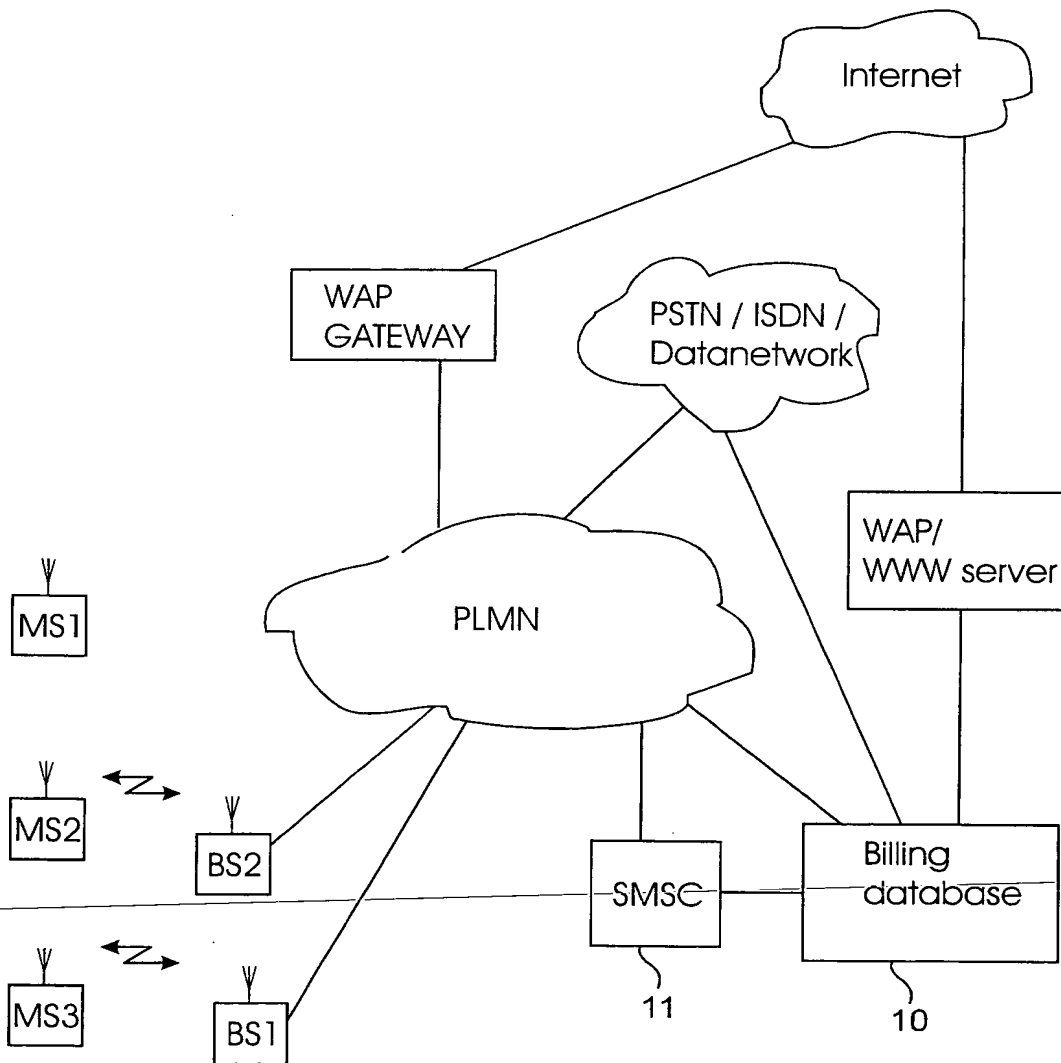 Internet
WAP
GATEWAY
PSTN / ISDN /
Datanetwork
WAP/
WWW server
PLMN
MS1
MS2
BS2
Billing
database
SMSC
MS3
BS1
11
10